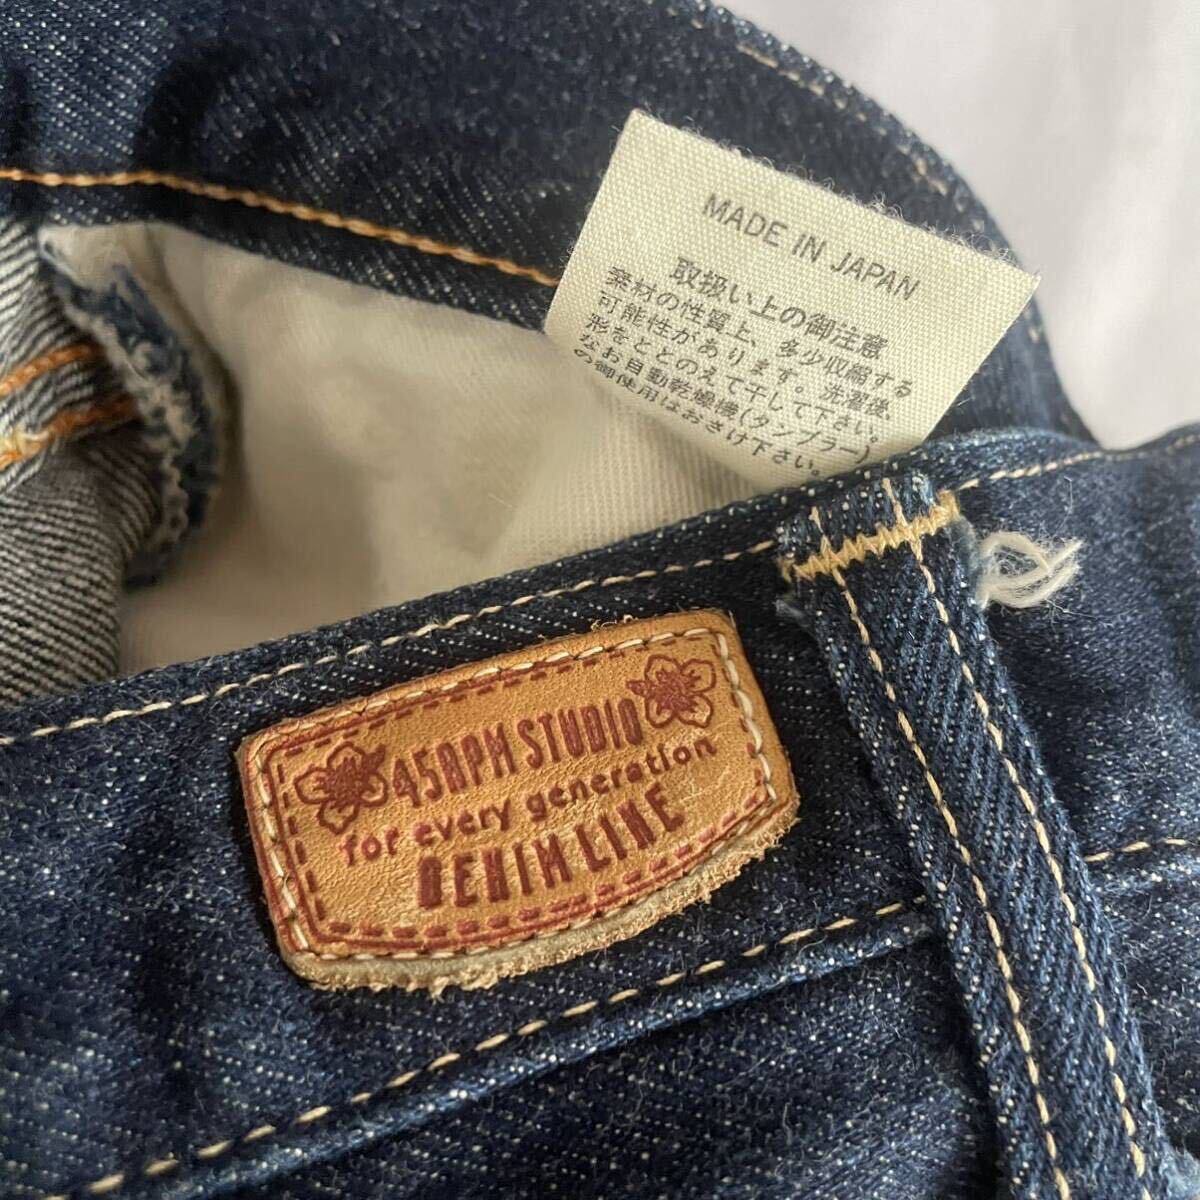 MADE IN JAPAN
取扱い上の御注意
素材の性質上、多少収縮する
可能性があります。洗濯後、
形をととのえて干して下さい。
なお自動乾燥機(タンブラー)
の御使用はおさけ下さい。
45RPM STUDIO
for every generation
DENIM LINE